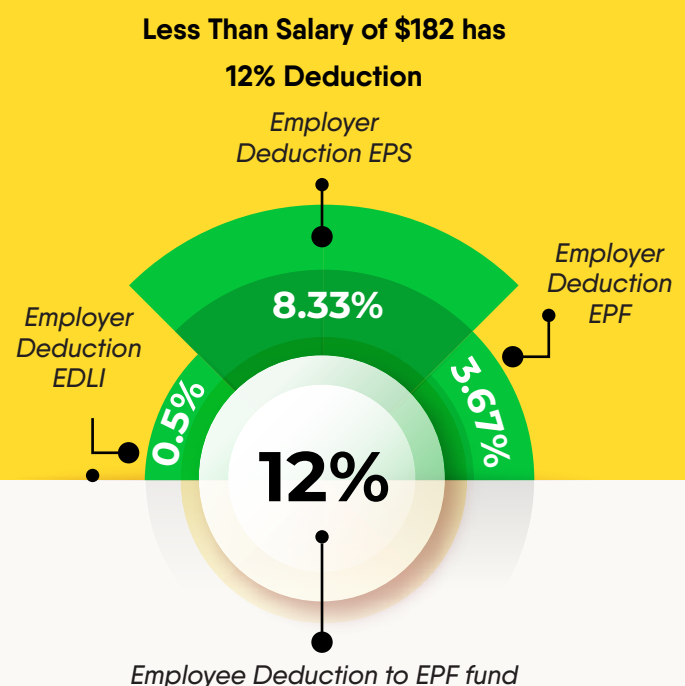 Less Than Salary of $182 has
12% Deduction
Employer
Deduction EPS
8.33%
Employer
Deduction
EPF
3.67%
Employer
Deduction
EDLI
0.5%
12%
Employee Deduction to EPF fund